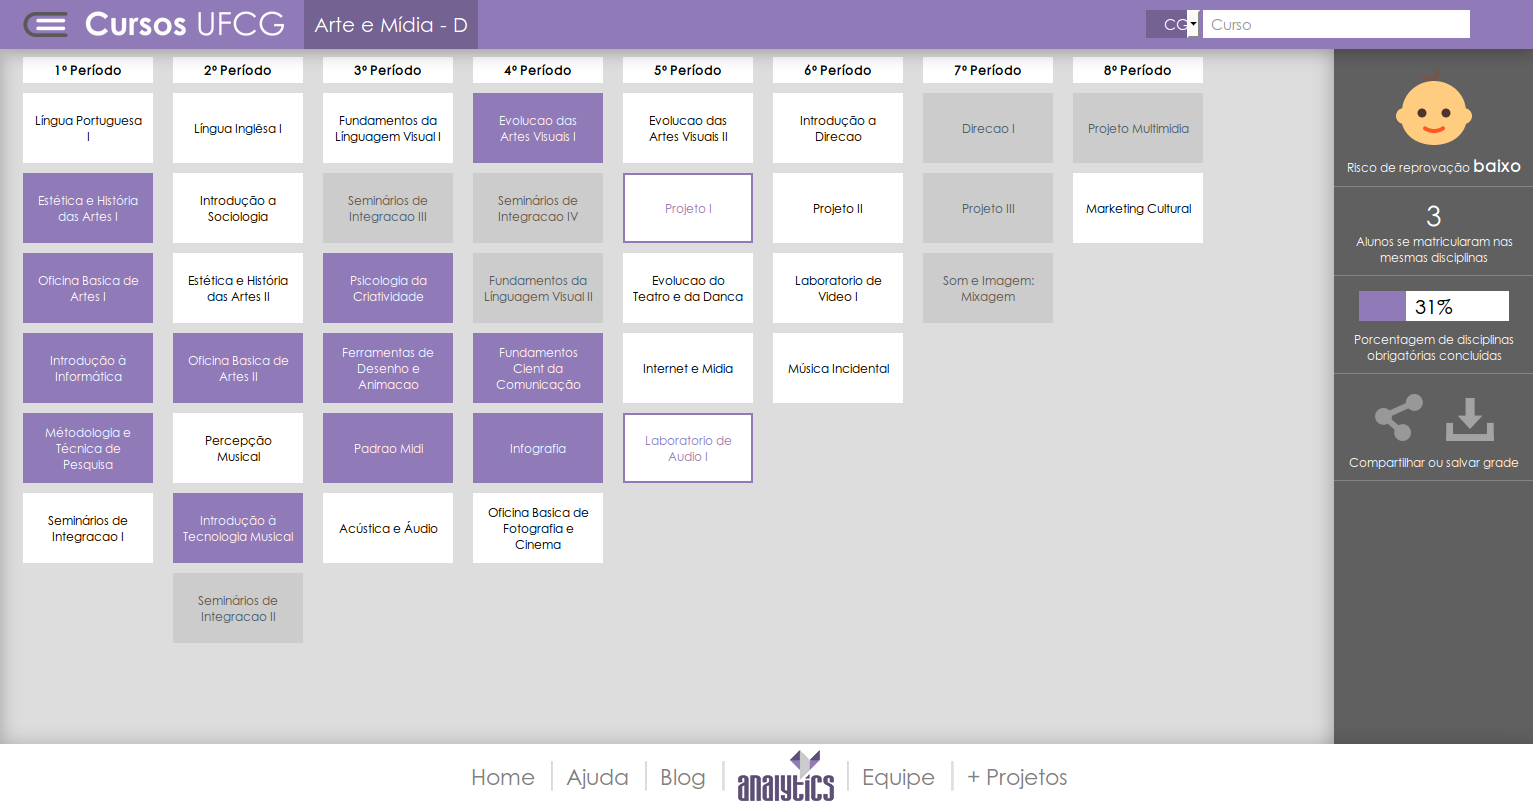 Cursos UFCG
Arte e Mídia - D
CG
Curso
1º Período
2º Período
3º Período
4º Período
5º Período
6º Período
7º Período
8º Período
Língua Portuguesa
I
Língua Inglêsa I
Fundamentos da
Línguagem Visual I
Evolucao das
Artes Visuais I
Evolucao das
Artes Visuais II
Introdução a
Direcao
Direcao I
Projeto Multimidia
Estética e História
das Artes I
Introdução a
Sociologia
Seminários de
Integracao III
Seminários de
Integracao IV
Projeto I
Projeto II
Projeto III
Marketing Cultural
Oficina Basica de
Artes I
Estética e História
das Artes II
Psicologia da
Criatividade
Fundamentos da
Línguagem Visual II
Evolucao do
Teatro e da Danca
Laboratorio de
Video I
Som e Imagem:
Mixagem
Introdução à
Informática
Oficina Basica de
Artes II
Ferramentas de
Desenho e
Animacao
Fundamentos
Cient da
Comunicação
Internet e Midia
Música Incidental
Métodologia e
Técnica de
Pesquisa
Percepção
Musical
Padrao Midi
Infografia
Laboratorio de
Audio I
Seminários de
Integracao I
Introdução à
Tecnologia Musical
Acústica e Áudio
Oficina Basica de
Fotografia e
Cinema
Seminários de
Integracao II
Risco de reprovação baixo
3
Alunos se matricularam nas
mesmas disciplinas
31%
Porcentagem de disciplinas
obrigatórias concluídas
Compartilhar ou salvar grade
Home
Ajuda
Blog
analytics
Equipe
+ Projetos